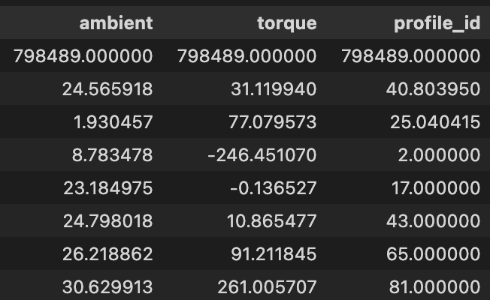 ambient torque profile_id
798489.000000 798489.000000 798489.000000
24.565918 31.119940 40.803950
1.930457 77.079573 25.040415
8.783478 -246.451070 2.000000
23.184975 -0.136527 17.000000
24.798018 10.865477 43.000000
26.218862 91.211845 65.000000
30.629913 261.005707 81.000000